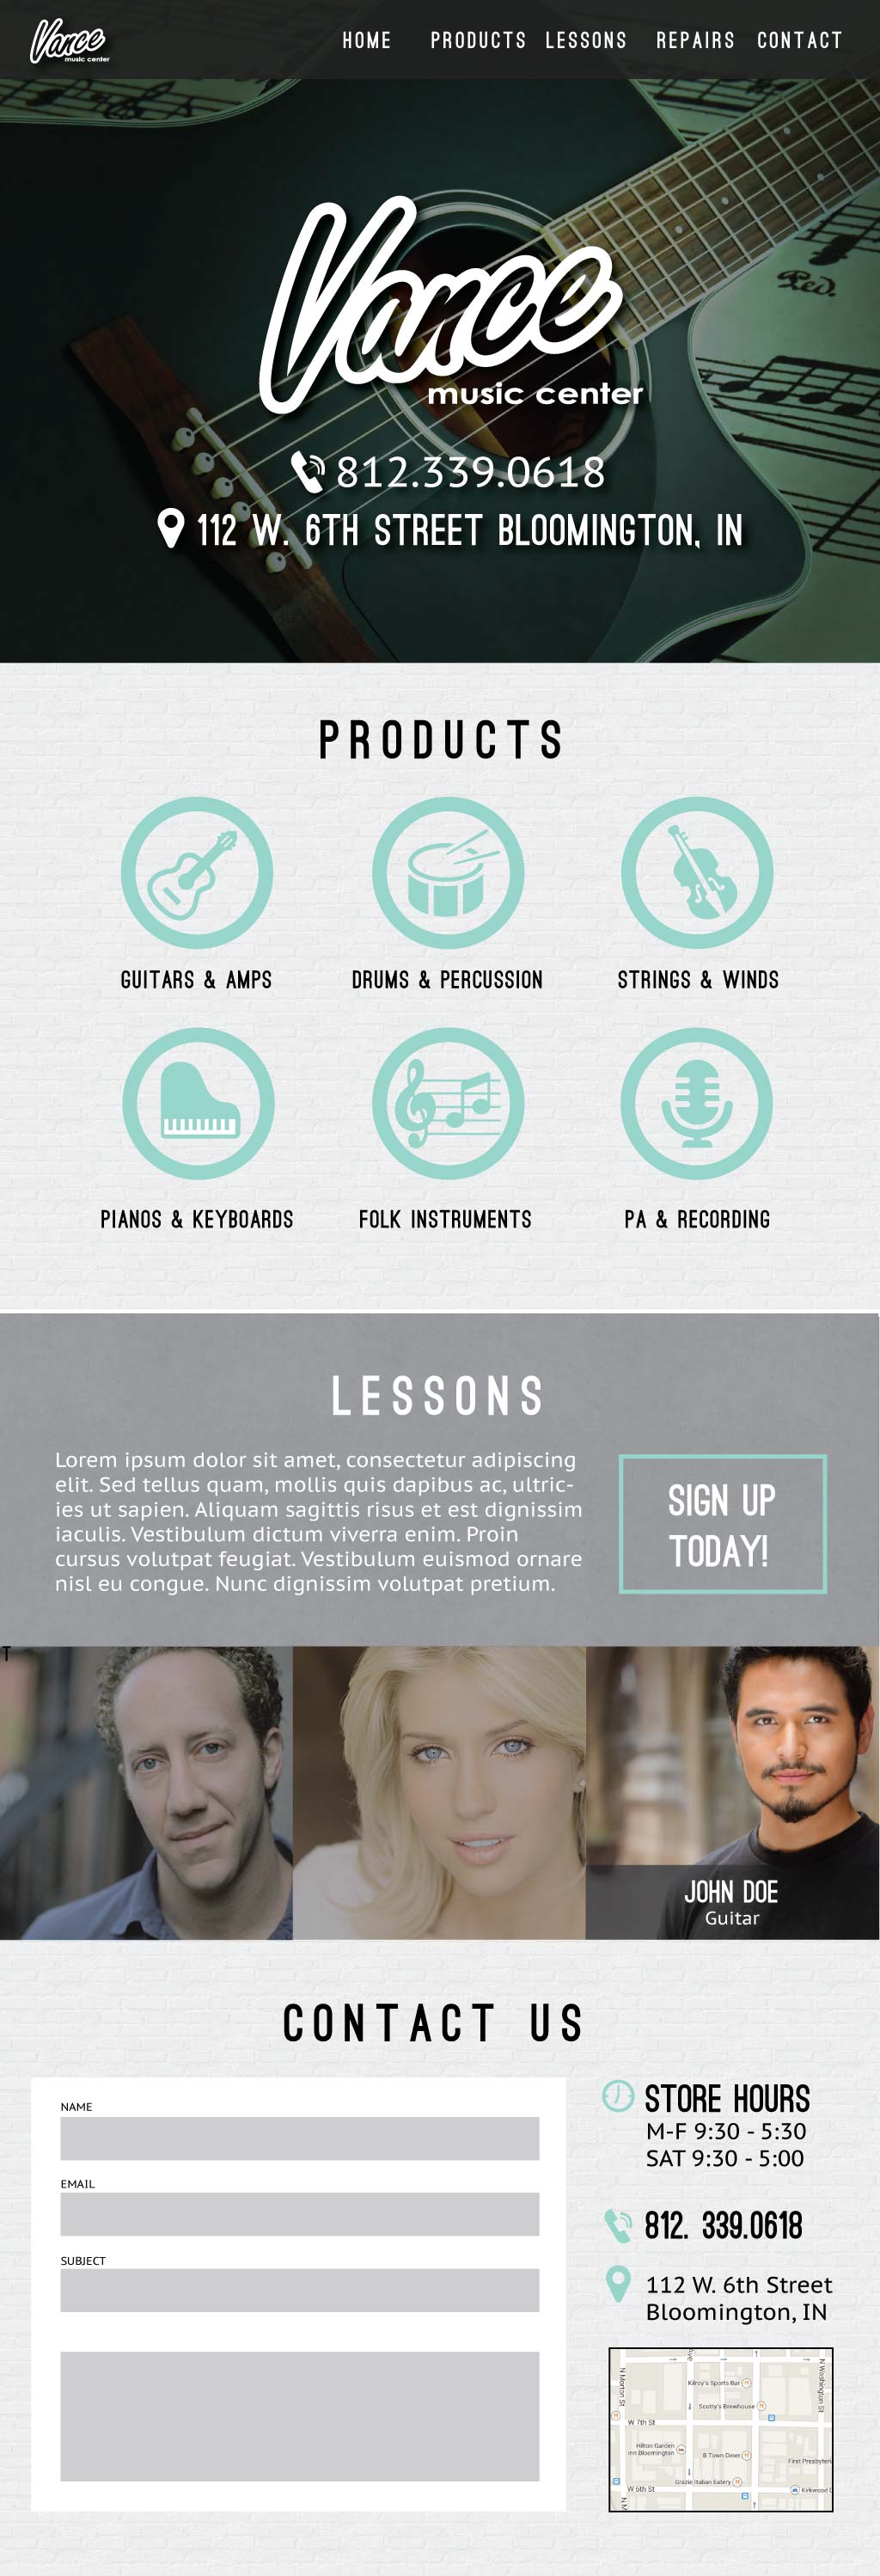 Vance
music center
HOME PRODUCTS LESSONS REPAIRS CONTACT
Red.
Vance
music center
812.339.0618
112 W. 6TH STREET BLOOMINGTON, IN
PRODUCTS
GUITARS & AMPS DRUMS & PERCUSSION STRINGS & WINDS
PIANOS & KEYBOARDS FOLK INSTRUMENTS PA & RECORDING
LESSONS
Lorem ipsum dolor sit amet, consectetur adipiscing
elit. Sed tellus quam, mollis quis dapibus ac, ultric-
ies ut sapien. Aliquam sagittis risus et est dignissim
iaculis. Vestibulum dictum viverra enim. Proin
cursus volutpat feugiat. Vestibulum euismod ornare
nisl eu congue. Nunc dignissim volutpat pretium.
SIGN UP
TODAY!
T
JOHN DOE
Guitar
CONTACT US
NAME
EMAIL
SUBJECT
STORE HOURS
M-F 9:30 - 5:30
SAT 9:30 - 5:00
812. 339.0618
112 W. 6th Street
Bloomington, IN
N Morton St
N Washington St
Kilroy's Sports Bar
Scotty's Brewhouse
W 7th St
Hilton Garden
Inn Bloomington
B Town Diner
First Presbyteri
Grazie Italian Eatery
W 6th St
Kirkwood
N M